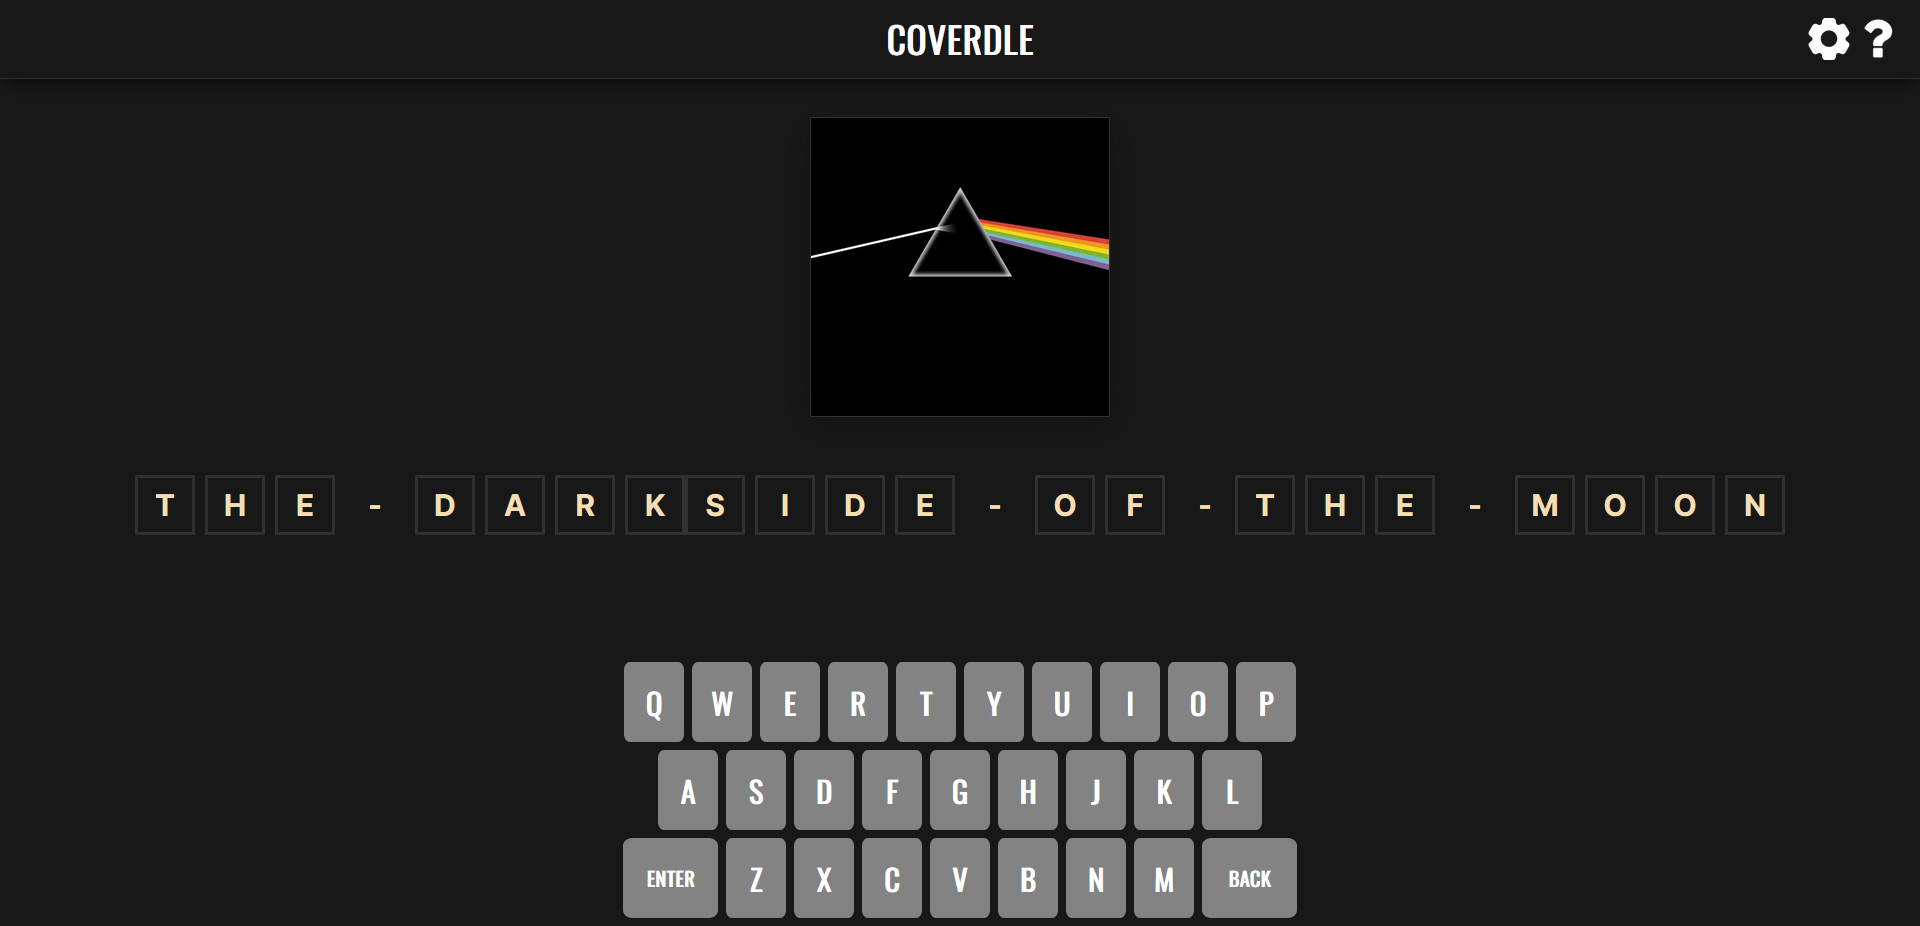 COVERDLE ?
T H E - D A R K S I D E - O F - T H E - M O O N
Q W E R T Y U I O P
A S D F G H J K L
ENTER Z X C V B N M BACK